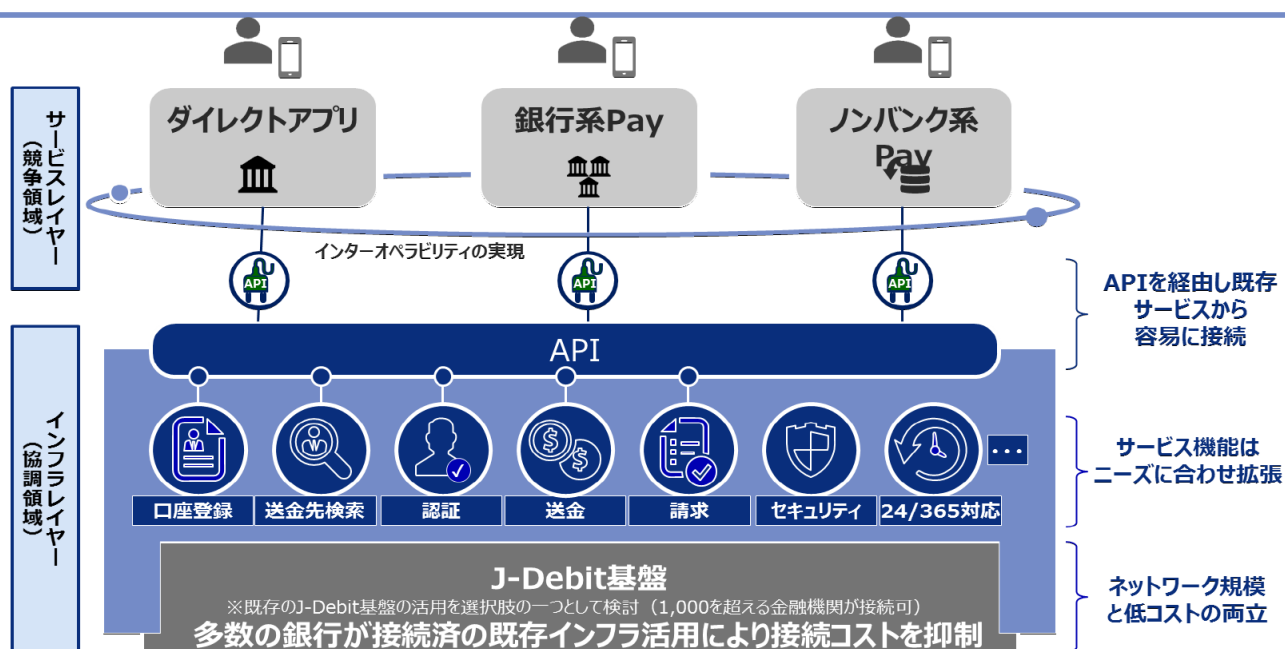 サービスレイヤー
（競争領域）
ダイレクトアプリ
銀行系Pay
ノンバンク系
Pay
インターオペラビリティの実現
API
API
API
APIを経由し既存
サービスから
容易に接続
インフラレイヤー
（協調領域）
API
口座登録
送金先検索
認証
送金
請求
セキュリティ
24/365対応
…
サービス機能は
ニーズに合わせ拡張
J-Debit基盤
※既存のJ-Debit基盤の活用を選択肢の一つとして検討（1,000を超える金融機関が接続可）
多数の銀行が接続済の既存インフラ活用により接続コストを抑制
ネットワーク規模
と低コストの両立